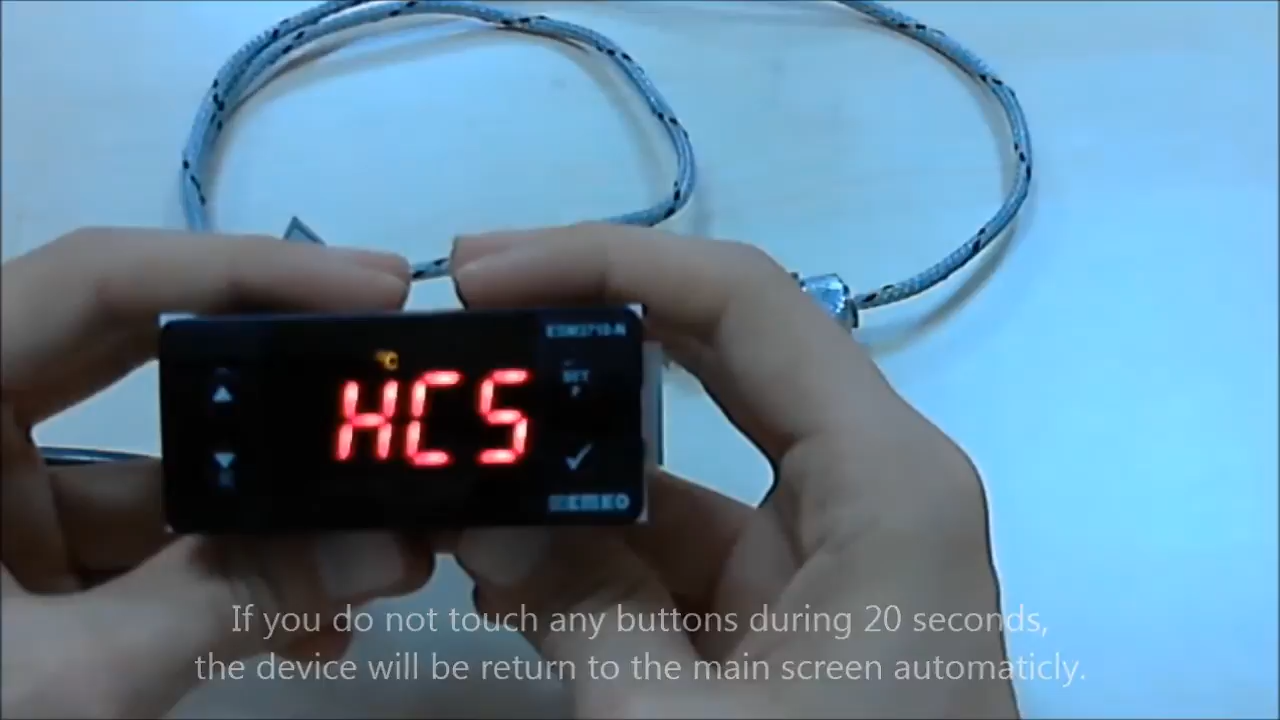 ESM3710-N
°C
SET
P
HCS
EMKO
If you do not touch any buttons during 20 seconds,
the device will be return to the main screen automaticly.